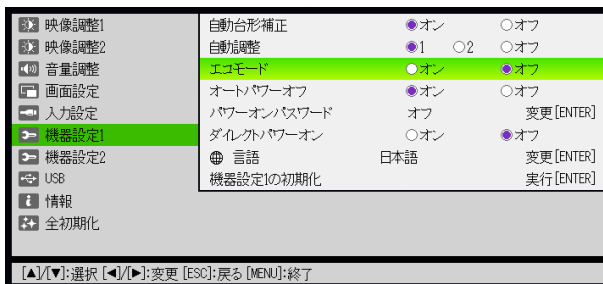 映像調整1
映像調整2
音量調整
画面設定
入力設定
機器設定1
機器設定2
USB
情報
全初期化
自動台形補正 オン オフ
自動調整 1 2 オフ
エコモード オン オフ
オートパワーオフ オン オフ
パワーオンパスワード オフ 変更[ENTER]
ダイレクトパワーオン オン オフ
言語 日本語 変更[ENTER]
機器設定1の初期化 実行[ENTER]
[▲]/[▼]:選択 [◀]/[▶]:変更 [ESC]:戻る [MENU]:終了